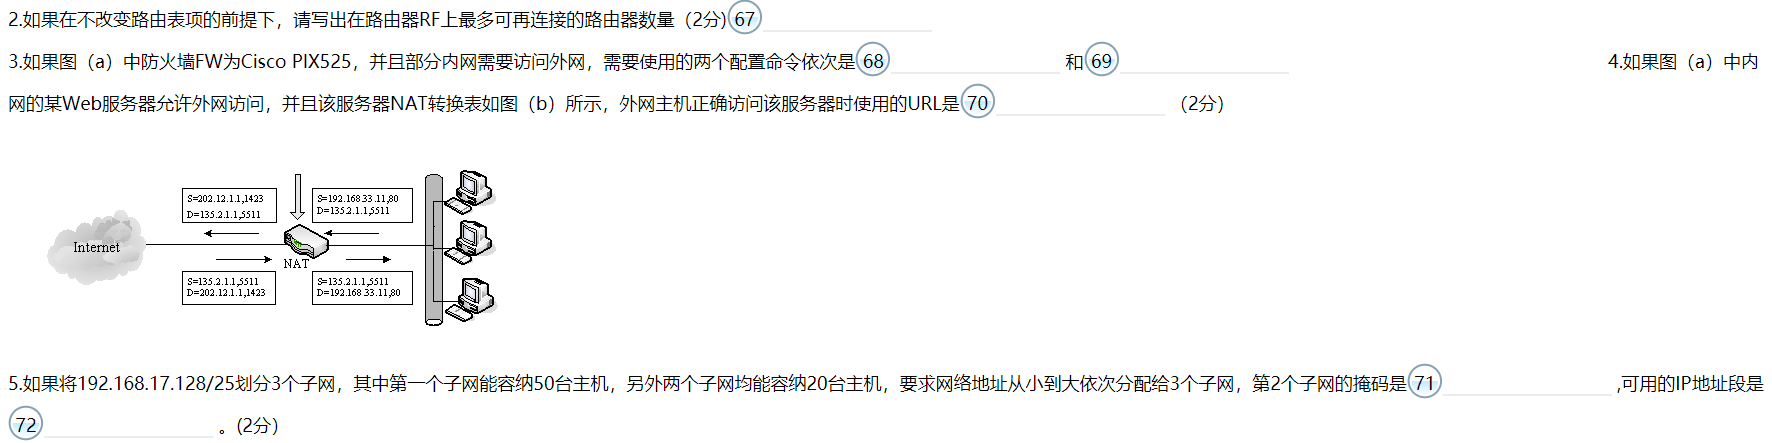 2.如果在不改变路由表项的前提下，请写出在路由器RF上最多可再连接的路由器数量（2分)67
3.如果图（a）中防火墙FW为Cisco PIX525，并且部分内网需要访问外网，需要使用的两个配置命令依次是68 和69 4.如果图（a）中内
网的某Web服务器允许外网访问，并且该服务器NAT转换表如图（b）所示，外网主机正确访问该服务器时使用的URL是70 （2分）
S=202.12.1.1,1423
D=135.2.1.1,5511
S=192.168.33.11,80
D=135.2.1.1,5511
Internet
NAT
S=135.2.1.1,5511
D=202.12.1.1,1423
S=135.2.1.1,5511
D=192.168.33.11,80
5.如果将192.168.17.128/25划分3个子网，其中第一个子网能容纳50台主机，另外两个子网均能容纳20台主机，要求网络地址从小到大依次分配给3个子网，第2个子网的掩码是71 ,可用的IP地址段是
72 。(2分）